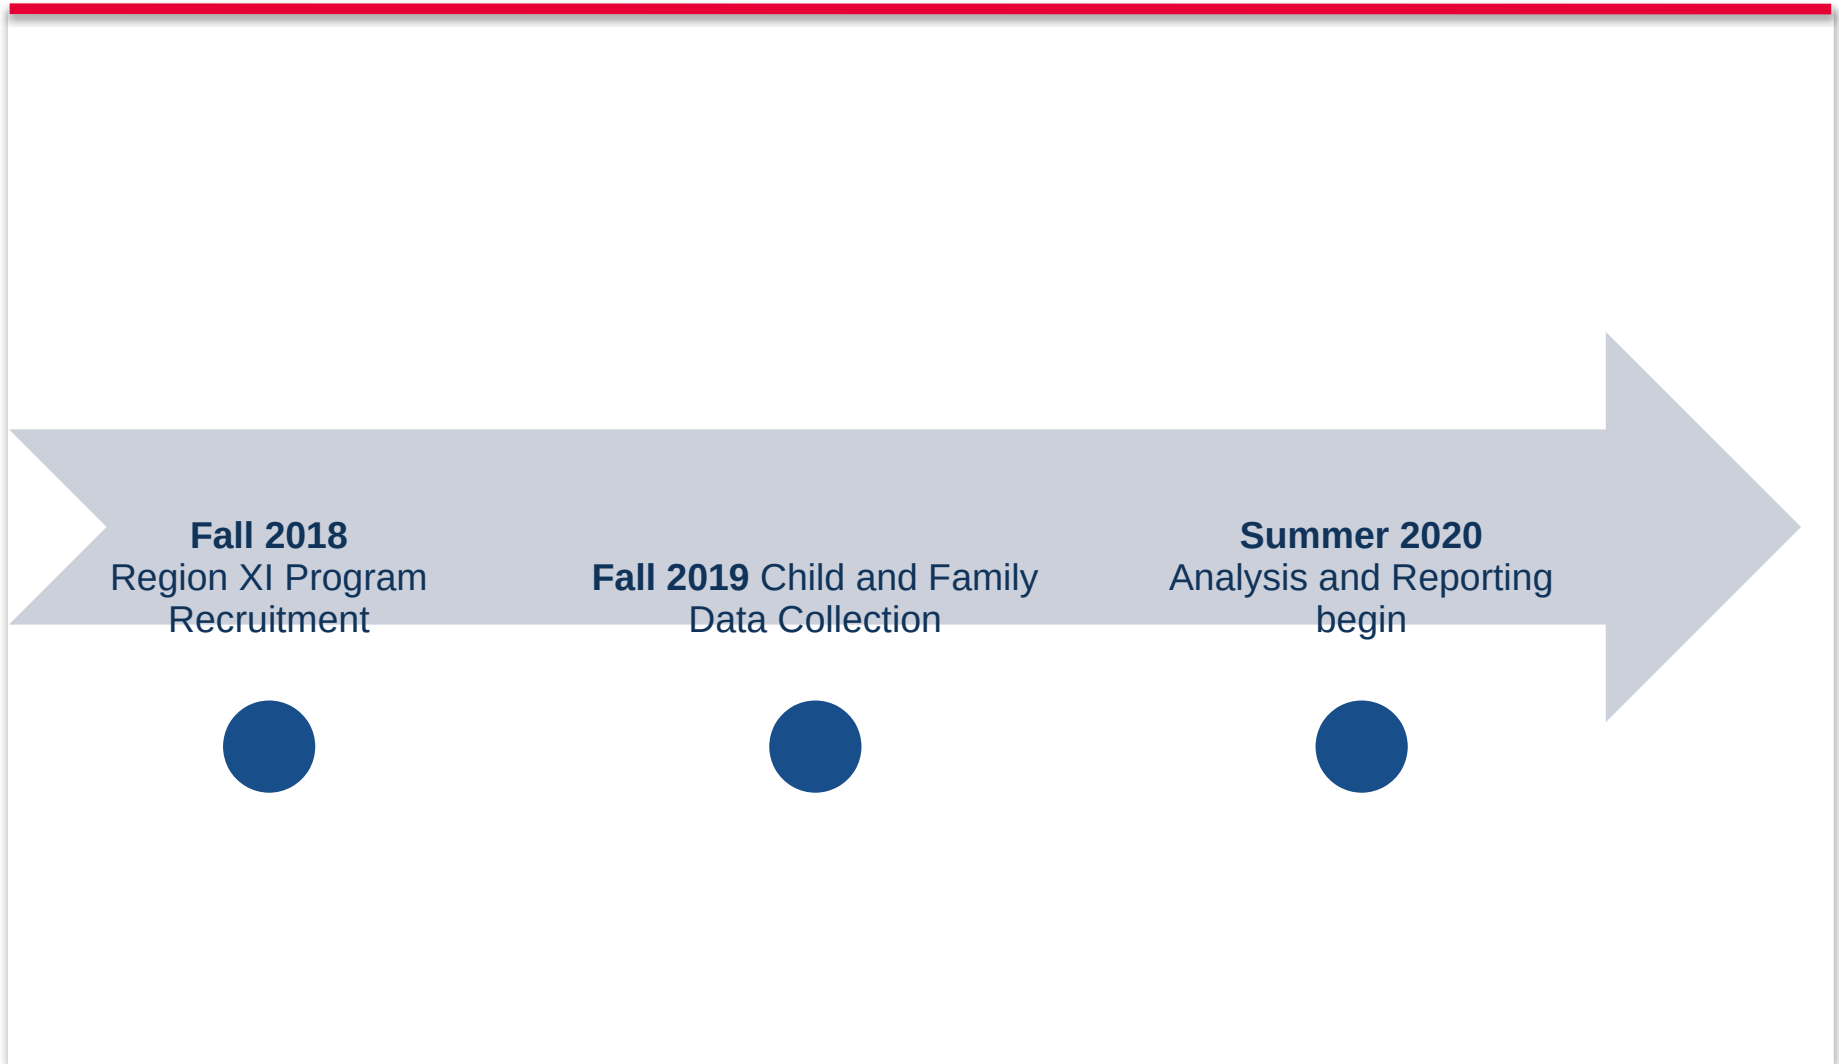 Fall 2018
Region XI Program
Recruitment
Fall 2019 Child and Family
Data Collection
Summer 2020
Analysis and Reporting
begin